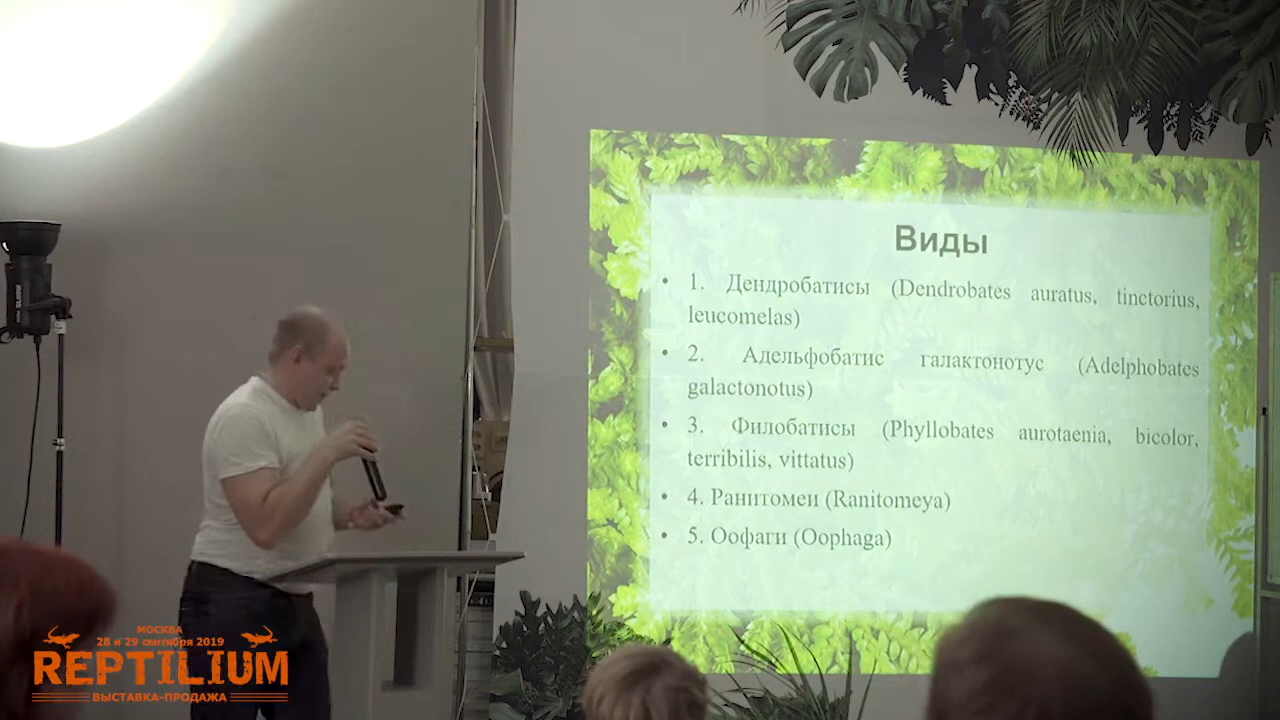 Виды
• 1. Дендробатисы (Dendrobates auratus, tinctorius,
leucomelas)
• 2. Адельфобатис галактонотус (Adelphobates
galactonotus)
• 3. Филобатисы (Phyllobates aurotaenia, bicolor,
terribilis, vittatus)
• 4. Ранитомеи (Ranitomeya)
• 5. Оофаги (Oophaga)
МОСКВА
28 и 29 сентября 2019
REPTILIUM
ВЫСТАВКА-ПРОДАЖА